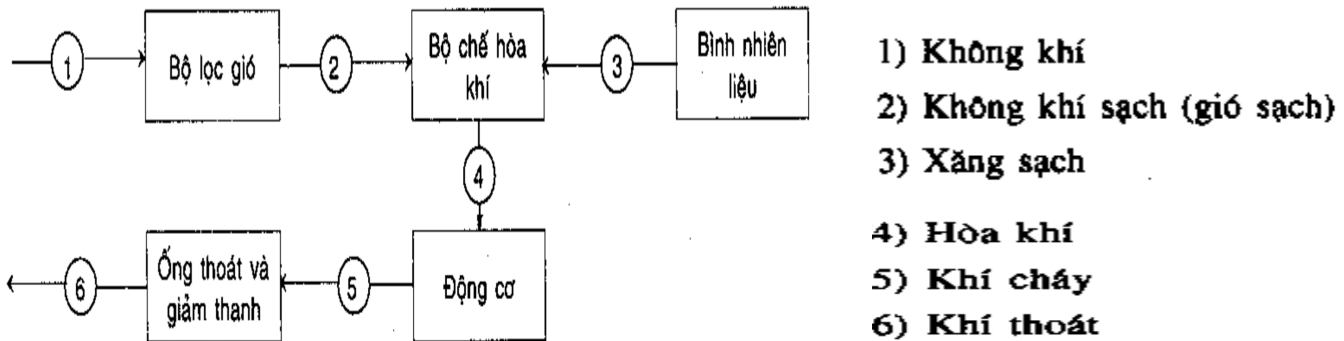 1
Bộ lọc gió
2
Bộ chế hòa
khí
3
Bình nhiên
liệu
4
Ống thoát và
giảm thạnh
5
6
Động cơ
1) Không khí
2) Không khí sạch (gió sạch)
3) Xăng sạch
4) Hòa khí
5) Khí cháy
6) Khí thoát